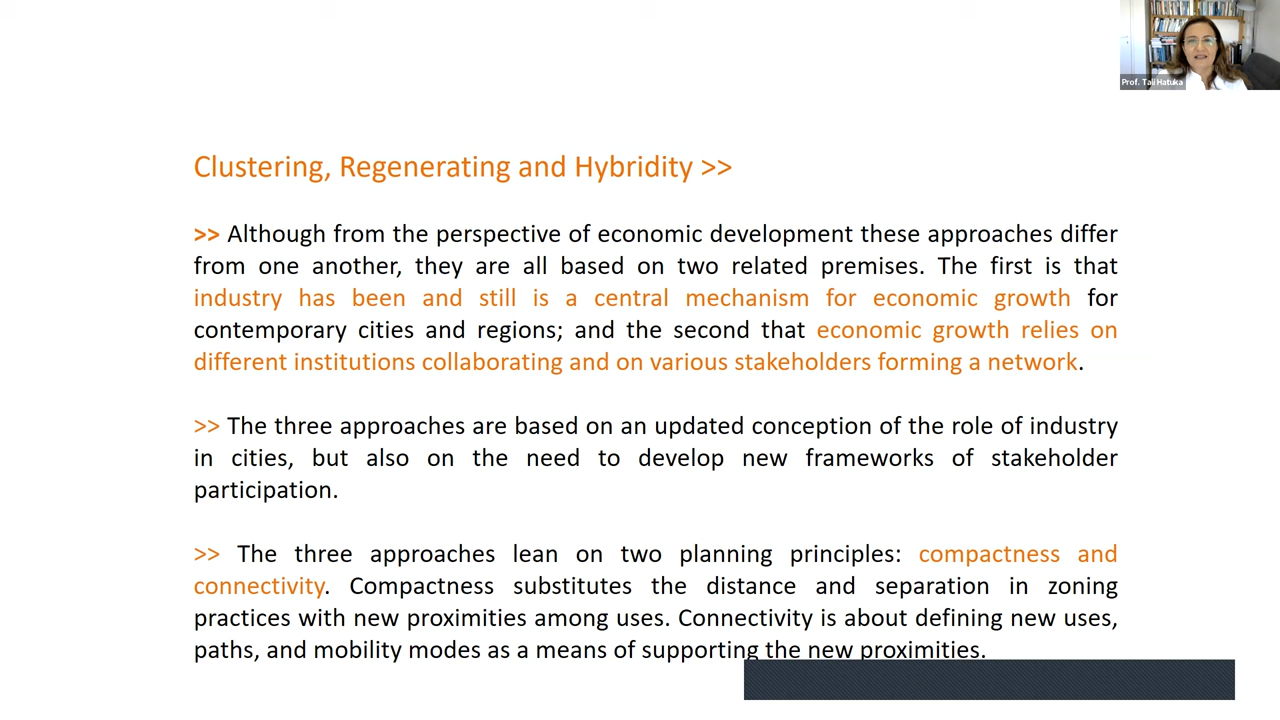 Prof. Tali Hatuka
Clustering, Regenerating and Hybridity >>
>> Although from the perspective of economic development these approaches differ
from one another, they are all based on two related premises. The first is that
industry has been and still is a central mechanism for economic growth for
contemporary cities and regions; and the second that economic growth relies on
different institutions collaborating and on various stakeholders forming a network.
>> The three approaches are based on an updated conception of the role of industry
in cities, but also on the need to develop new frameworks of stakeholder
participation.
>> The three approaches lean on two planning principles: compactness and
connectivity. Compactness substitutes the distance and separation in zoning
practices with new proximities among uses. Connectivity is about defining new uses,
paths, and mobility modes as a means of supporting the new proximities.